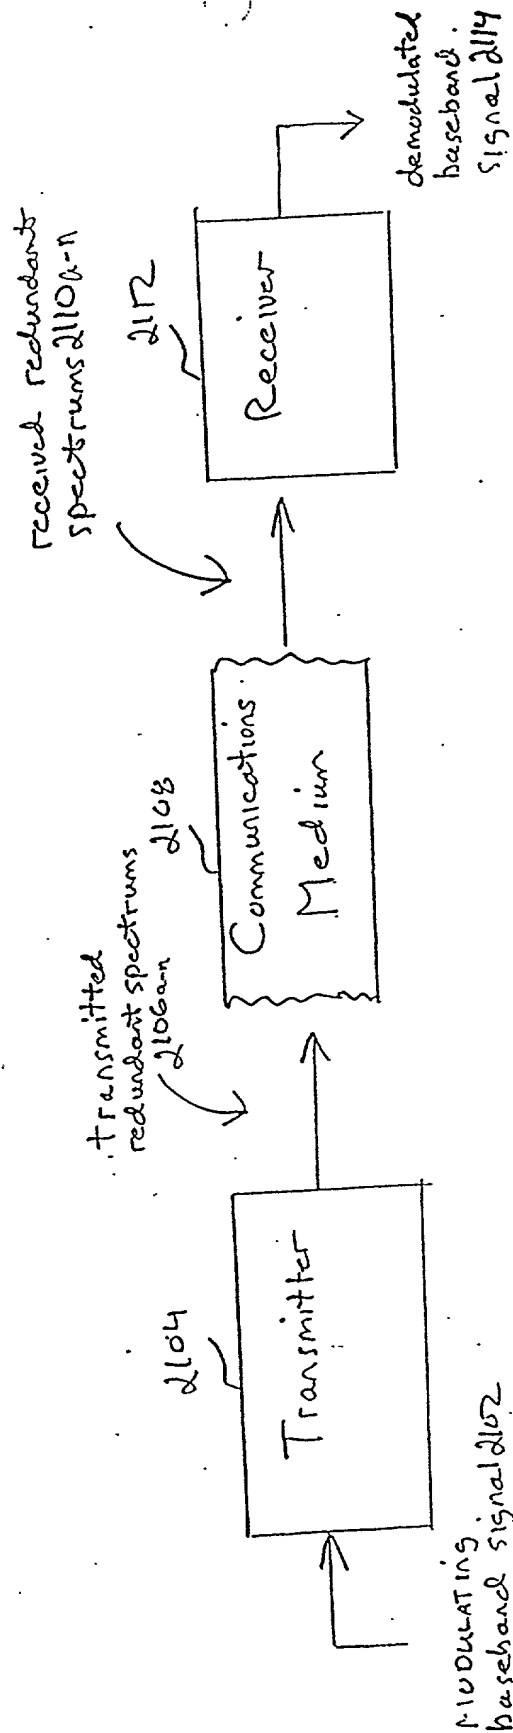 MODULATING
baseband signal 2102
2104
Transmitter
transmitted
redundant spectrums
2106a-n
2108
Communications
Medium
received redundant
spectrums 2110a-n
2112
Receiver
demodulated
baseband.
signal 2114